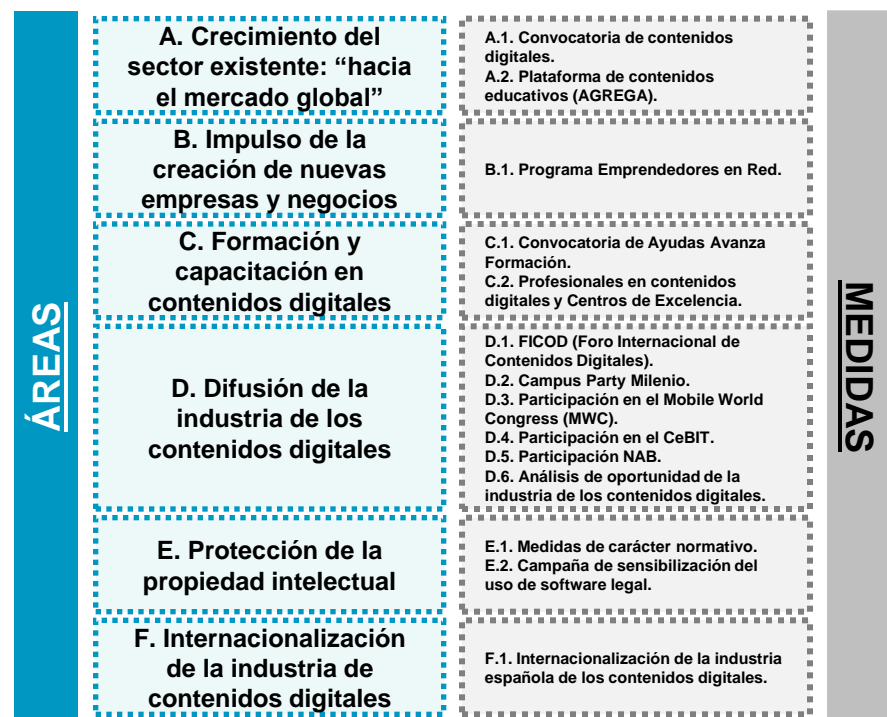 ÁREAS
A. Crecimiento del
sector existente: “hacia
el mercado global”
A.1. Convocatoria de contenidos
digitales.
A.2. Plataforma de contenidos
educativos (AGREGA).
B. Impulso de la
creación de nuevas
empresas y negocios
B.1. Programa Emprendedores en Red.
C. Formación y
capacitación en
contenidos digitales
C.1. Convocatoria de Ayudas Avanza
Formación.
C.2. Profesionales en contenidos
digitales y Centros de Excelencia.
D. Difusión de la
industria de los
contenidos digitales
D.1. FICOD (Foro Internacional de
Contenidos Digitales).
D.2. Campus Party Milenio.
D.3. Participación en el Mobile World
Congress (MWC).
D.4. Participación en el CeBIT.
D.5. Participación NAB.
D.6. Análisis de oportunidad de la
industria de los contenidos digitales.
E. Protección de la
propiedad intelectual
E.1. Medidas de carácter normativo.
E.2. Campaña de sensibilización del
uso de software legal.
F. Internacionalización
de la industria de
contenidos digitales
F.1. Internacionalización de la industria
española de los contenidos digitales.
MEDIDAS